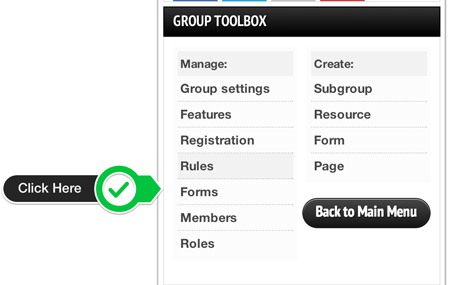 GROUP TOOLBOX
Manage:
Group settings
Features
Registration
Rules
Forms
Members
Roles
Create:
Subgroup
Resource
Form
Page
Back to Main Menu
Click Here